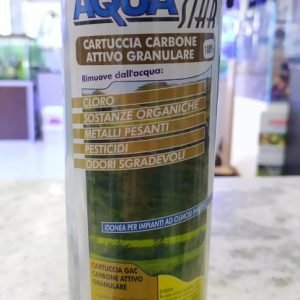 AQUA
CARTUCCIA CARBONE
ATTIVO GRANULARE
100%
Rimuove dall'acqua:
CLORO
SOSTANZE ORGANICHE
METALLI PESANTI
PESTICIDI
ODORI SGRADEVOLI
IDONEA PER IMPIANTI AD OSMOSI
CARTUCCIA GAC
CARBONE ATTIVO
GRANULARE